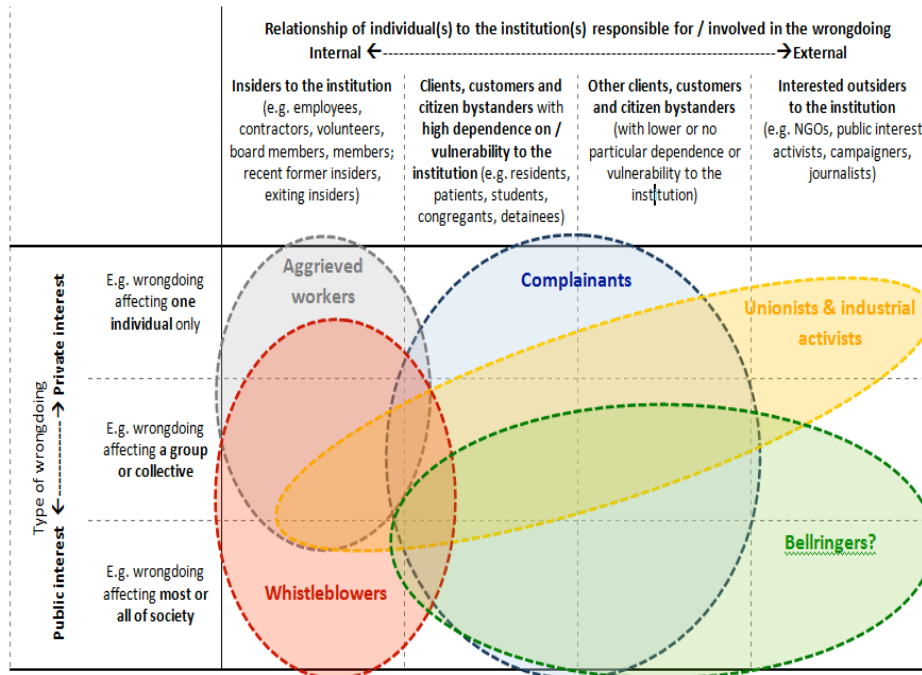 Relationship of individual(s) to the institution(s) responsible for / involved in the wrongdoing
Internal ←----------------------------------------------------------------→ External
Insiders to the institution
(e.g. employees,
contractors, volunteers,
board members, members;
recent former insiders,
exiting insiders)
Clients, customers and
citizen bystanders with
high dependence on /
vulnerability to the
institution (e.g. residents,
patients, students,
congregants, detainees)
Other clients, customers
and citizen bystanders
(with lower or no
particular dependence or
vulnerability to the
institution)
Interested outsiders
to the institution
(e.g. NGOs, public interest
activists, campaigners,
journalists)
Type of wrongdoing
Public interest ←-----------→ Private interest
E.g. wrongdoing
affecting one
individual only
E.g. wrongdoing
affecting a group
or collective
E.g. wrongdoing
affecting most or
all of society
Aggrieved
workers
Complainants
Unionists & industrial
activists
Whistleblowers
Bellringers?